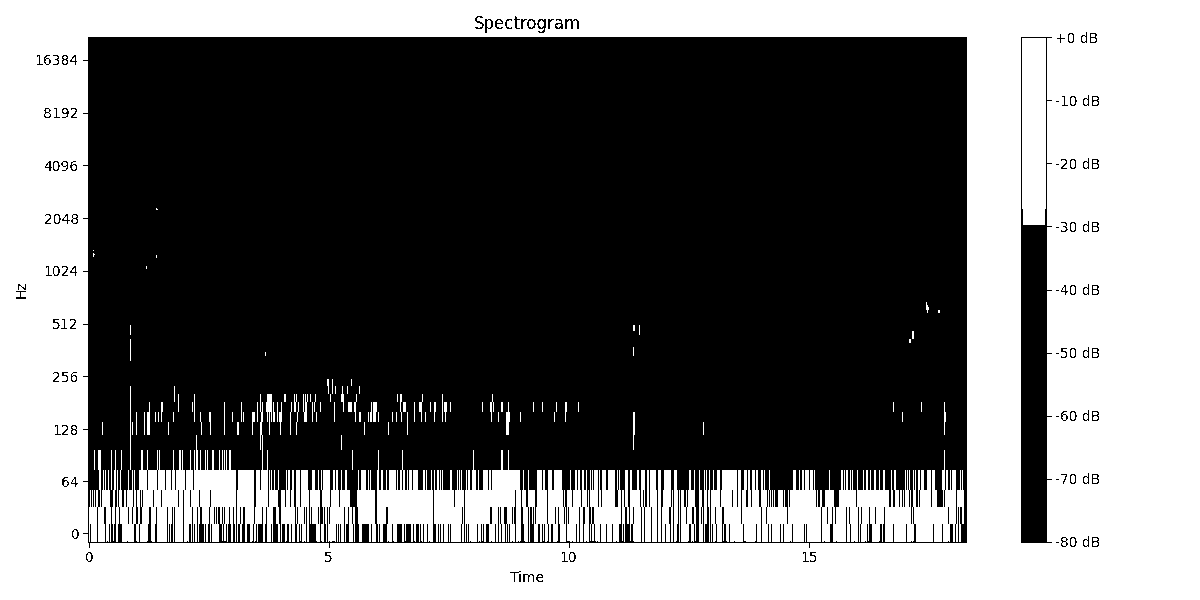 Spectrogram
16384
8192
4096
2048
1024
512
256
128
64
0
Hz
0
5
10
15
Time
+0 dB
-10 dB
-20 dB
-30 dB
-40 dB
-50 dB
-60 dB
-70 dB
-80 dB